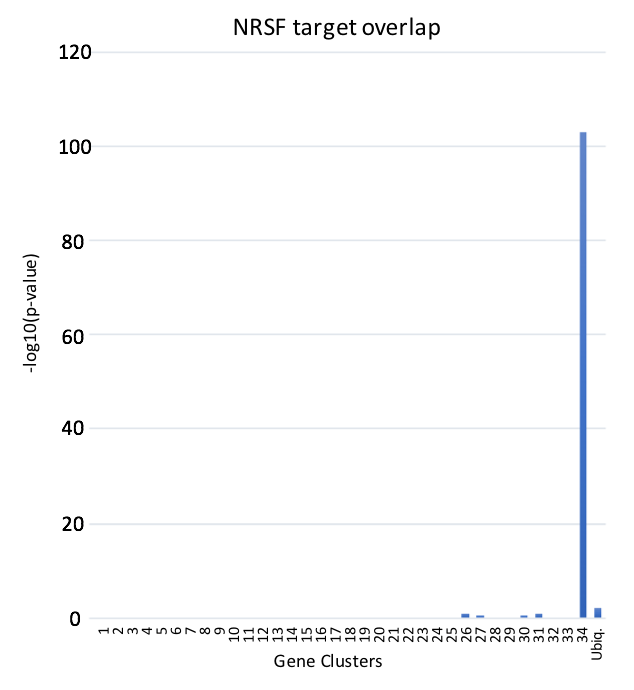 NRSF target overlap
120
100
80
60
40
20
0
-log10(p-value)
1 2 3 4 5 6 7 8 9 10 11 12 13 14 15 16 17 18 19 20 21 22 23 24 25 26 27 28 29 30 31 32 33 34 Ubiq.
Gene Clusters